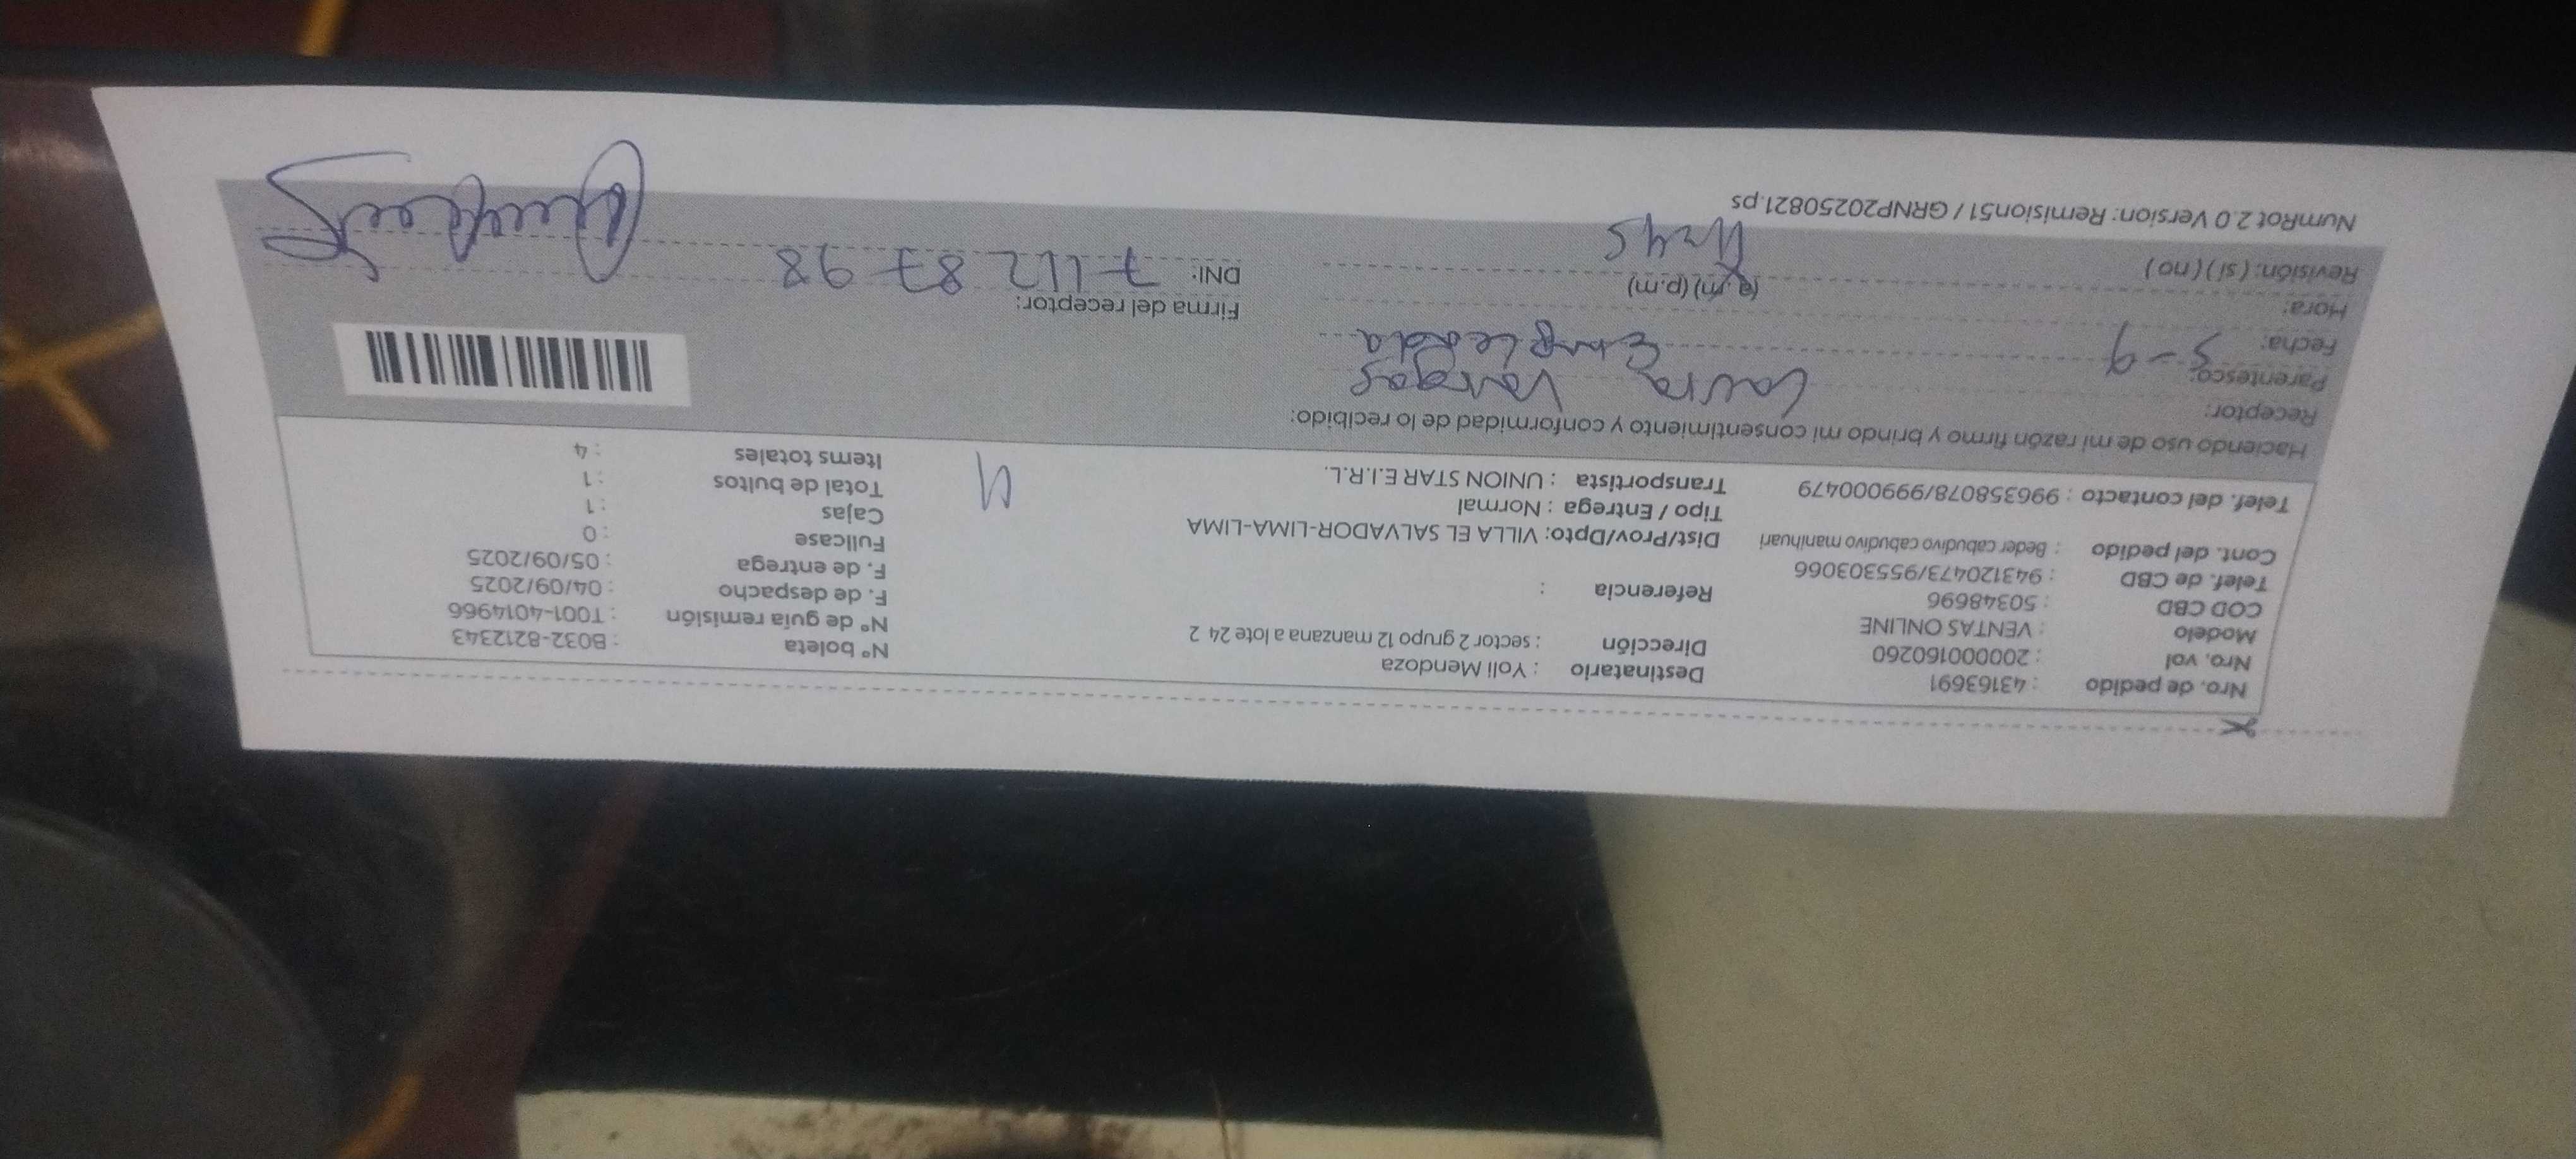 Nro. de pedido : 43163691
Nro. vol : 200000160260
Modelo : VENTAS ONLINE
COD CBD : 50348696
Telef. de CBD : 943120473/955303066
Cont. del pedido : Beder cabudivo cabudivo manihuari
Telef. del contacto : 996358078/999000479
Destinatario : Yoli Mendoza
Dirección : sector 2 grupo 12 manzana a lote 24 2
Referencia :
Dist/Prov/Dpto: VILLA EL SALVADOR-LIMA-LIMA
Tipo / Entrega : Normal
Transportista : UNION STAR E.I.R.L.
N° boleta : B032-8212343
N° de guía remisión : T001-4014966
F. de despacho : 04/09/2025
F. de entrega : 05/09/2025
Fullcase : 0
Cajas : 1
Total de bultos : 1
Items totales : 4
Haciendo uso de mi razón firmo y brindo mi consentimiento y conformidad de lo recibido:
Receptor: Laura Vargas
Parentesco: Empleada
Fecha: 5-9
Hora: (a.m) (p.m)
Revisión: ( si ) ( no )
Firma del receptor:
DNI:
NumRot 2.0 Version: Remision51 / GRNP20250821.ps